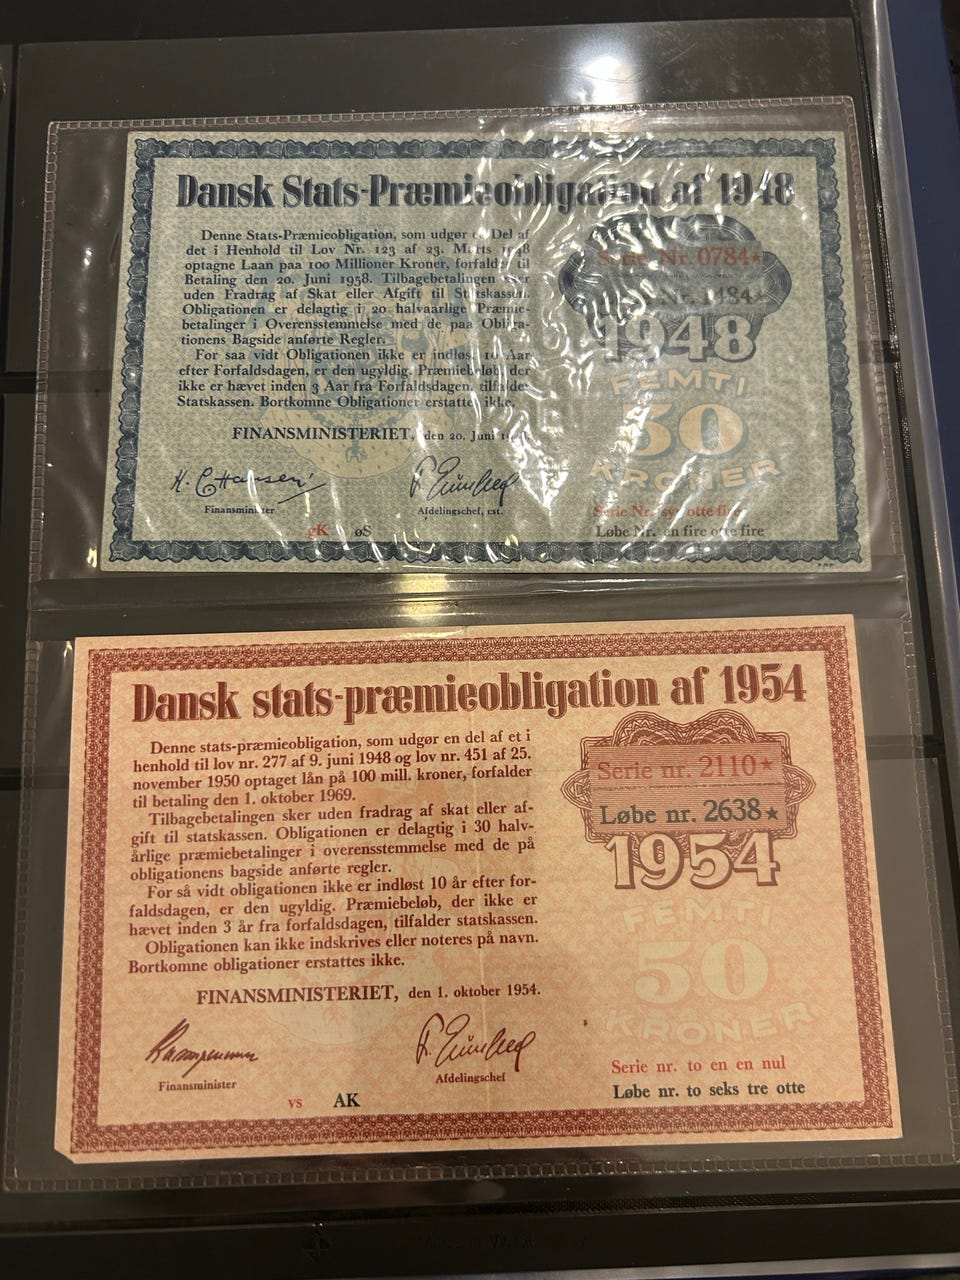 Dansk Stats-Præmieobligation af 1948
Denne Stats-Præmieobligation, som udgør en Del af
det i Henhold til Lov Nr. 123 af 23. Marts 1948
optagne Laan paa 100 Millioner Kroner, forfalder til
Betaling den 20. Juni 1958. Tilbagebetalingen sker
uden Fradrag af Skat eller Afgift til Statskassen.
Obligationen er delagtig i 20 halvaarlige Præmie-
betalinger i Overensstemmelse med de paa Obliga-
tionens Bagside anførte Regler.
For saa vidt Obligationen ikke er indløst 10 Aar
efter Forfaldsdagen, er den ugyldig. Præmiebeløb, der
ikke er hævet inden 3 Aar fra Forfaldsdagen, tilfalder
Statskassen. Bortkomne Obligationer erstattes ikke.
FINANSMINISTERIET, den 20. Juni
H. C. Hansen
Finansminister
Afdelingschef, cst.
gK øS
Serie Nr. 0784★
Nr. 1484★
1948
FEMTI
50
KRONER
Serie Nr. syv otte fire
Løbe Nr. en fire otte fire
Dansk stats-præmieobligation af 1954
Denne stats-præmieobligation, som udgør en del af et i
henhold til lov nr. 277 af 9. juni 1948 og lov nr. 451 af 25.
november 1950 optaget lån på 100 mill. kroner, forfalder
til betaling den 1. oktober 1969.
Tilbagebetalingen sker uden fradrag af skat eller af-
gift til statskassen. Obligationen er delagtig i 30 halv-
årlige præmiebetalinger i overensstemmelse med de på
obligationens bagside anførte regler.
For så vidt obligationen ikke er indløst 10 år efter for-
faldsdagen, er den ugyldig. Præmiebeløb, der ikke er
hævet inden 3 år fra forfaldsdagen, tilfalder statskassen.
Obligationen kan ikke indskrives eller noteres på navn.
Bortkomne obligationer erstattes ikke.
FINANSMINISTERIET, den 1. oktober 1954.
Finansminister
Afdelingschef
vs AK
Serie nr. 2110★
Løbe nr. 2638★
1954
FEMTI
50
KRONER
Serie nr. to en en nul
Løbe nr. to seks tre otte